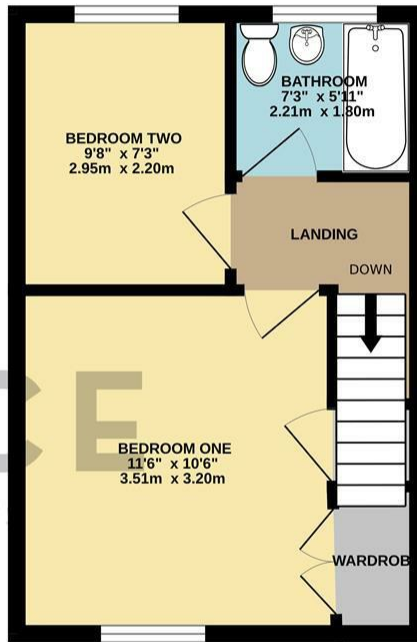 BATHROOM
7'3" x 5'11"
2.21m x 1.80m
BEDROOM TWO
9'8" x 7'3"
2.95m x 2.20m
LANDING
DOWN
CE
BEDROOM ONE
11'6" x 10'6"
3.51m x 3.20m
WARDROB